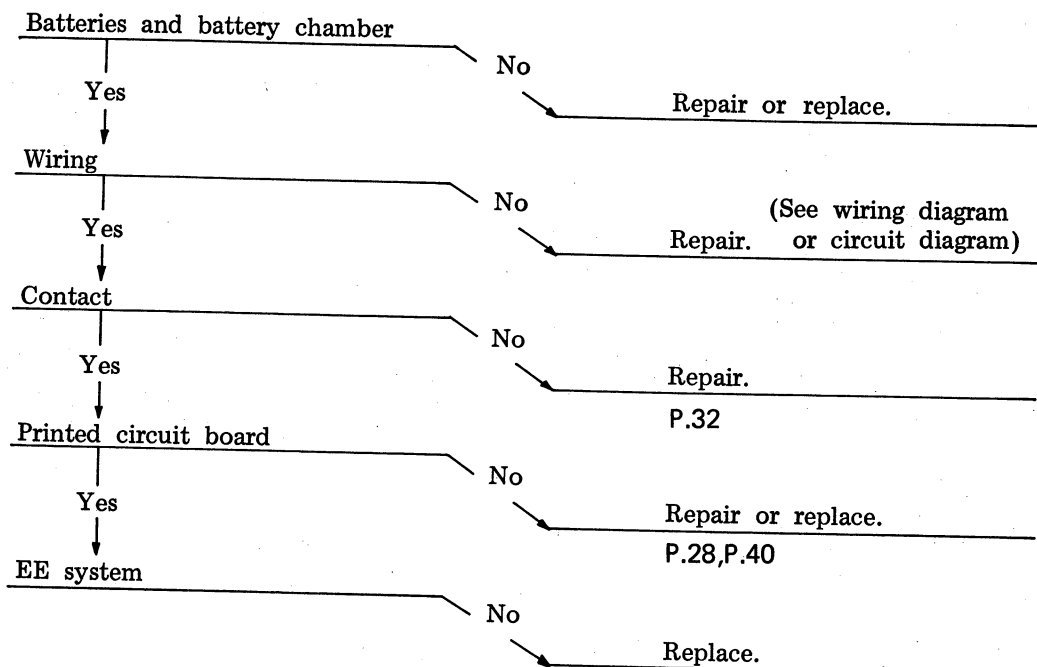 Batteries and battery chamber
No
Yes
Repair or replace.
Wiring
No
Yes
(See wiring diagram
Repair. or circuit diagram)
Contact
No
Yes
Repair.
P.32
Printed circuit board
No
Yes
Repair or replace.
P.28,P.40
EE system
No
Replace.